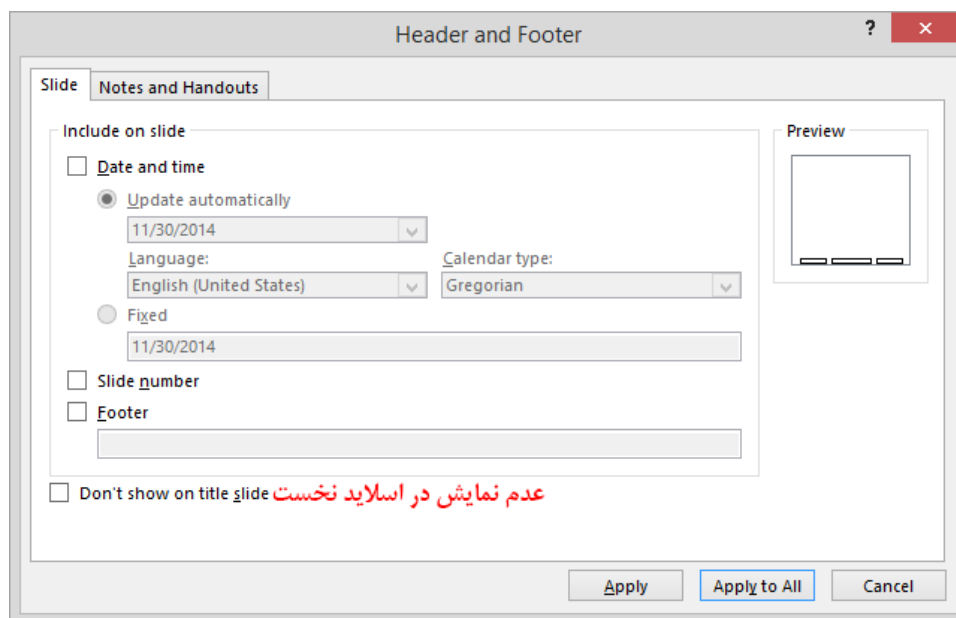 Header and Footer
?
×
Slide
Notes and Handouts
Include on slide
Preview
Date and time
Update automatically
11/30/2014
Language:
Calendar type:
English (United States)
Gregorian
Fixed
11/30/2014
Slide number
Footer
Don't show on title slide عدم نمایش در اسلاید نخست
Apply
Apply to All
Cancel